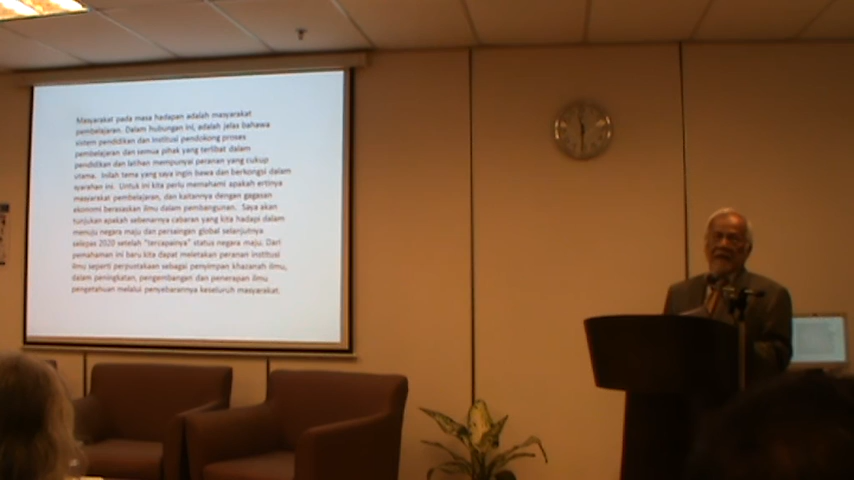 Masyarakat pada masa hadapan adalah masyarakat
pembelajaran. Dalam hubungan ini, adalah jelas bahawa
sistem pendidikan dan institusi pendokong proses
pembelajaran dan semua pihak yang terlibat dalam
pendidikan dan latihan mempunyai peranan yang cukup
utama. Inilah tema yang saya ingin bawa dan berkongsi dalam
syarahan ini. Untuk ini kita perlu memahami apakah ertinya
masyarakat pembelajaran, dan kaitannya dengan gagasan
ekonomi berasaskan ilmu dalam pembangunan. Saya akan
tunjukan apakah sebenarnya cabaran yang kita hadapi dalam
menuju negara maju dan persaingan global selanjutnya
selepas 2020 setelah "tercapainya" status negara maju. Dari
pemahaman ini baru kita dapat meletakan peranan institusi
ilmu seperti perpustakaan sebagai penyimpan khazanah ilmu,
dalam peningkatan, pengembangan dan penerapan ilmu
pengetahuan melalui penyebarannya keseluruh masyarakat.